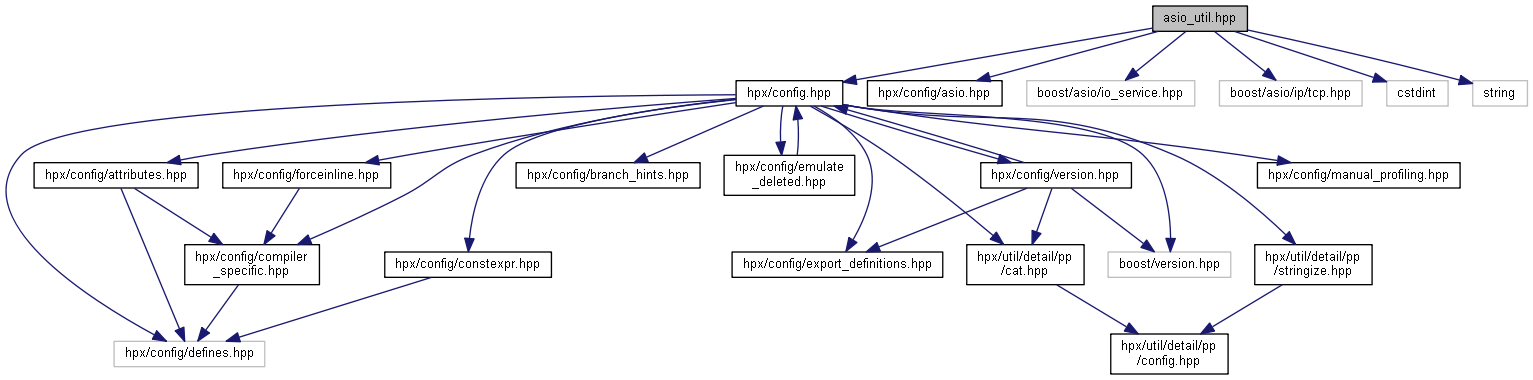 asio_util.hpp
hpx/config.hpp
hpx/config/asio.hpp
boost/asio/io_service.hpp
boost/asio/ip/tcp.hpp
cstdint
string
hpx/config/attributes.hpp
hpx/config/forceinline.hpp
hpx/config/branch_hints.hpp
hpx/config/emulate
_deleted.hpp
hpx/config/version.hpp
hpx/config/manual_profiling.hpp
hpx/config/compiler
_specific.hpp
hpx/config/constexpr.hpp
hpx/config/export_definitions.hpp
hpx/util/detail/pp
/cat.hpp
boost/version.hpp
hpx/util/detail/pp
/stringize.hpp
hpx/config/defines.hpp
hpx/util/detail/pp
/config.hpp